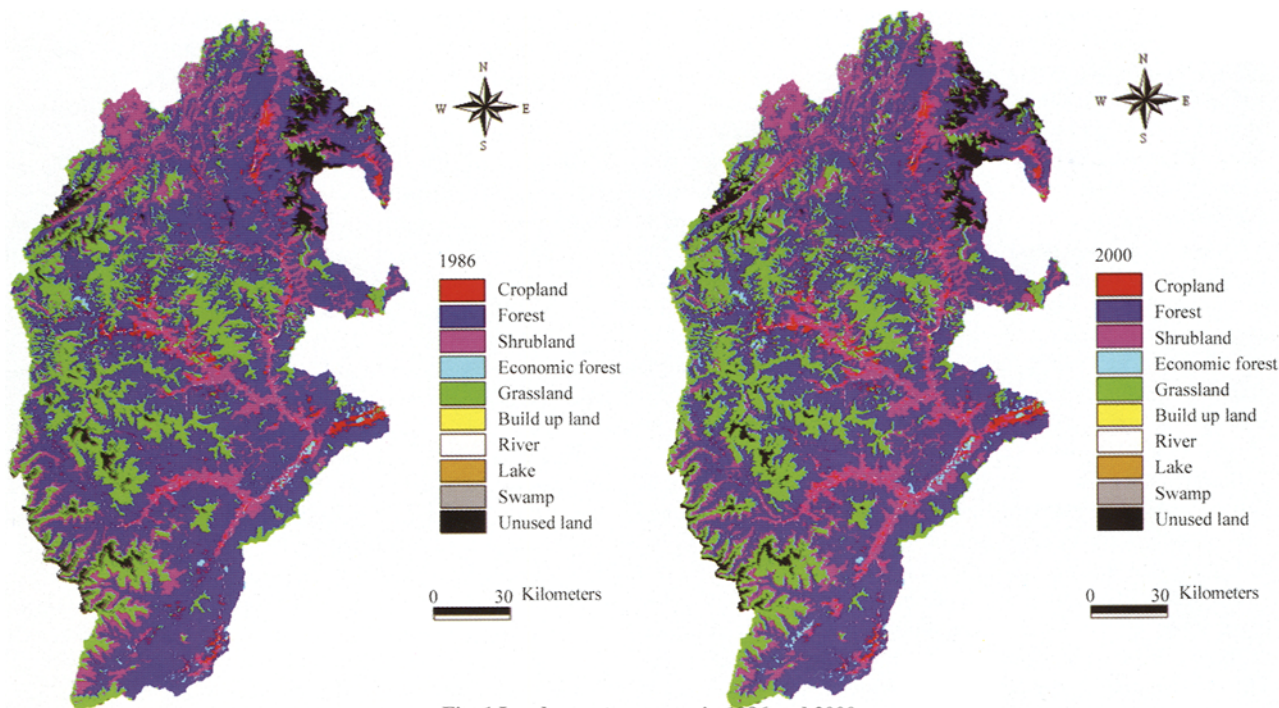 N
W E
S
1986
Cropland
Forest
Shrubland
Economic forest
Grassland
Build up land
River
Lake
Swamp
Unused land
0 30 Kilometers
N
W E
S
2000
Cropland
Forest
Shrubland
Economic forest
Grassland
Build up land
River
Lake
Swamp
Unused land
0 30 Kilometers